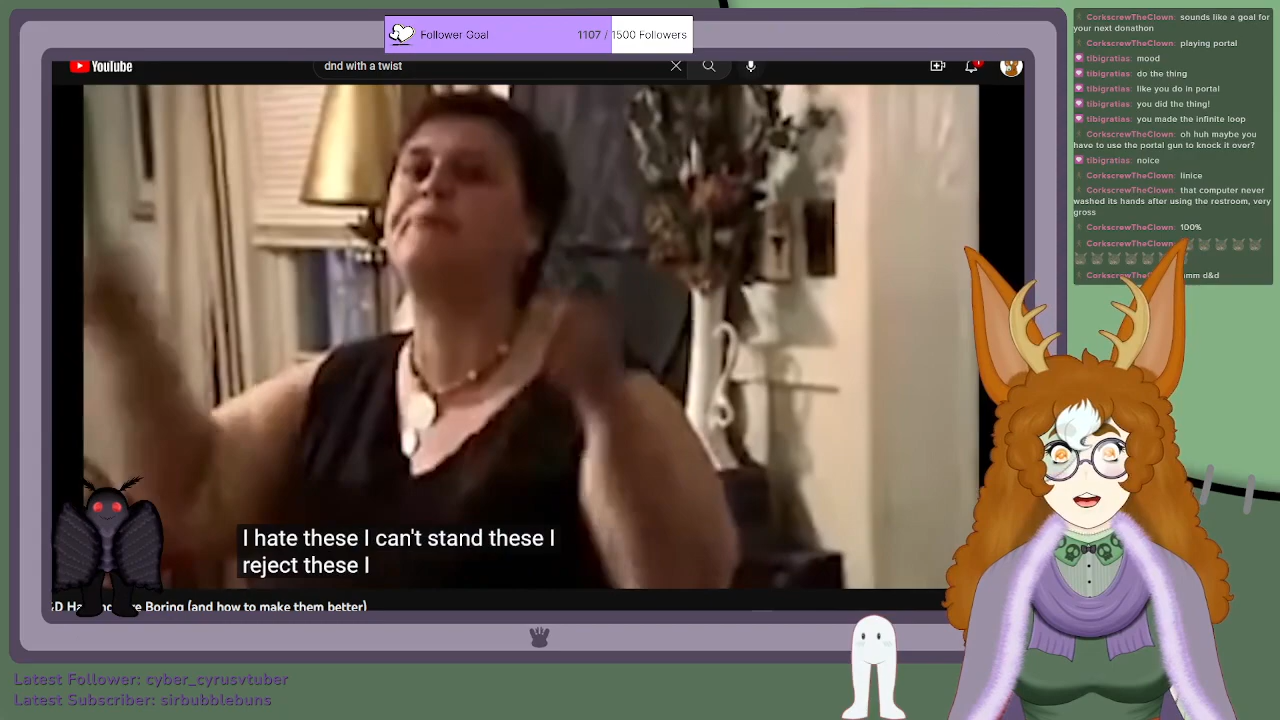 Follower Goal
1107 / 1500 Followers
YouTube
dnd with a twist
I hate these I can't stand these I
reject these I
re Boring (and how to make them better)
CorkscrewTheClown: sounds like a goal for
your next donathon
CorkscrewTheClown: playing portal
tibigratias: mood
tibigratias: do the thing
tibigratias: like you do in portal
tibigratias: you did the thing!
tibigratias: you made the infinite loop
CorkscrewTheClown: oh huh maybe you
have to use the portal gun to knock it over?
tibigratias: noice
CorkscrewTheClown: linice
CorkscrewTheClown: that computer never
washed its hands after using the restroom, very
gross
CorkscrewTheClown: 100%
CorkscrewTheClown:
CorkscrewTheC mm d&d
Latest Follower: cyber_cyrusvtuber
Latest Subscriber: sirbubblebuns